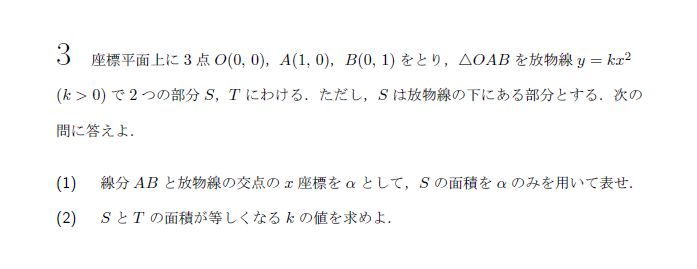 3 座標平面上に 3 点 O(0, 0), A(1, 0), B(0, 1) をとり, △OAB を放物線 y = kx²
(k > 0) で 2 つの部分 S, T にわける. ただし, S は放物線の下にある部分とする. 次の
問に答えよ.
(1) 線分 AB と放物線の交点の x 座標を α として, S の面積を α のみを用いて表せ.
(2) S と T の面積が等しくなる k の値を求めよ.